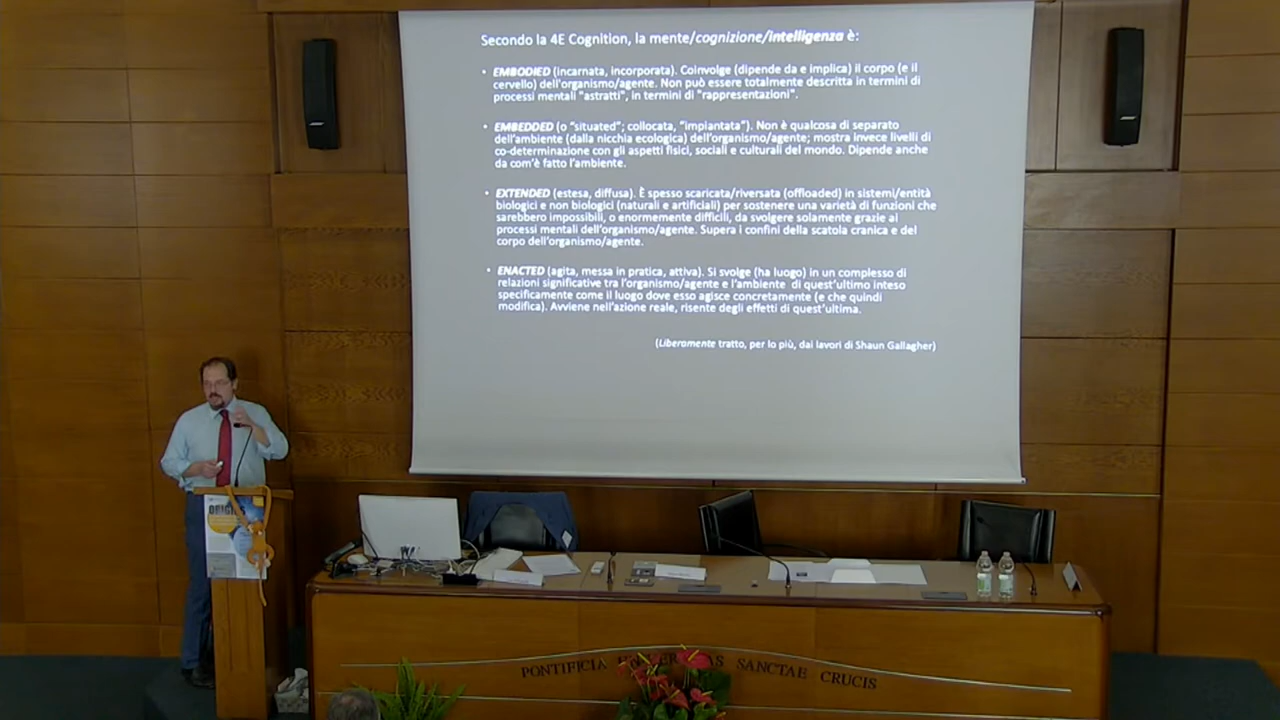 Secondo la 4E Cognition, la mente/cognizione/intelligenza è:
• EMBODIED (incarnata, incorporata). Coinvolge (dipende da e implica) il corpo (e il
cervello) dell'organismo/agente. Non può essere totalmente descritta in termini di
processi mentali "astratti", in termini di "rappresentazioni".
• EMBEDDED (o "situated"; collocata, "impiantata"). Non è qualcosa di separato
dell'ambiente (dalla nicchia ecologica) dell'organismo/agente; mostra invece livelli di
co-determinazione con gli aspetti fisici, sociali e culturali del mondo. Dipende anche
da com'è fatto l'ambiente.
• EXTENDED (estesa, diffusa). È spesso scaricata/riversata (offloaded) in sistemi/entità
biologici e non biologici (naturali e artificiali) per sostenere una varietà di funzioni che
sarebbero impossibili, o enormemente difficili, da svolgere solamente grazie ai
processi mentali dell'organismo/agente. Supera i confini della scatola cranica e del
corpo dell'organismo/agente.
• ENACTED (agita, messa in pratica, attiva). Si svolge (ha luogo) in un complesso di
relazioni significative tra l'organismo/agente e l'ambiente di quest'ultimo inteso
specificamente come il luogo dove esso agisce concretamente (e che quindi
modifica). Avviene nell'azione reale, risente degli effetti di quest'ultima.
(Liberamente tratto, per lo più, dai lavori di Shaun Gallagher)
PONTIFICIA SANCTAE CRUCIS